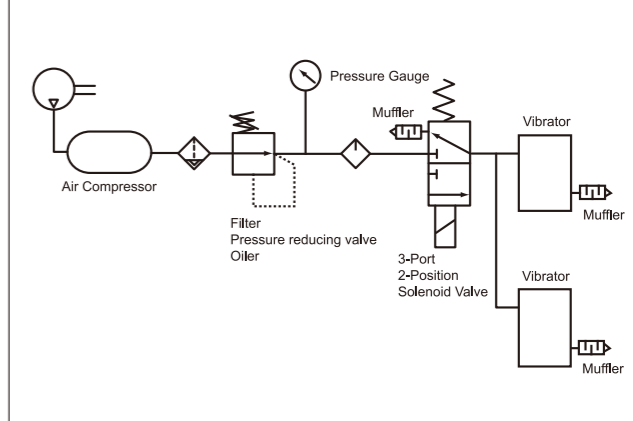 Pressure Gauge
Muffler
Vibrator
Air Compressor
Muffler
Filter
Pressure reducing valve
Oiler
3-Port
2-Position
Solenoid Valve
Vibrator
Muffler